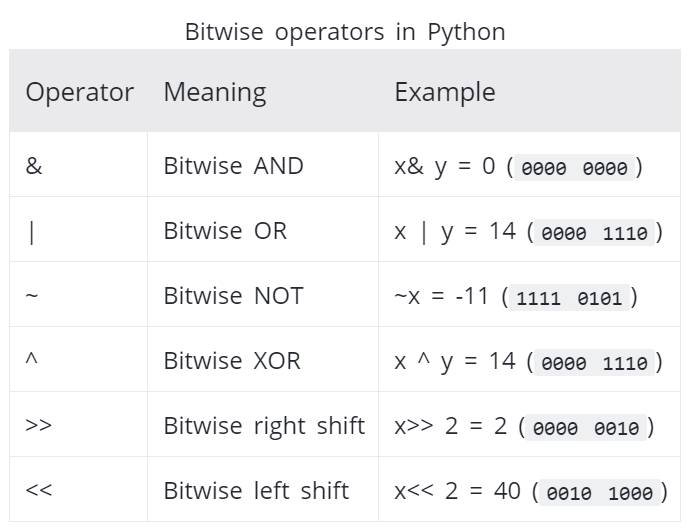 Bitwise operators in Python
Operator Meaning Example
& Bitwise AND x& y = 0 (0000 0000)
| Bitwise OR x | y = 14 (0000 1110)
~ Bitwise NOT ~x = -11 (1111 0101)
^ Bitwise XOR x ^ y = 14 (0000 1110)
>> Bitwise right shift x>> 2 = 2 (0000 0010)
<< Bitwise left shift x<< 2 = 40 (0010 1000)